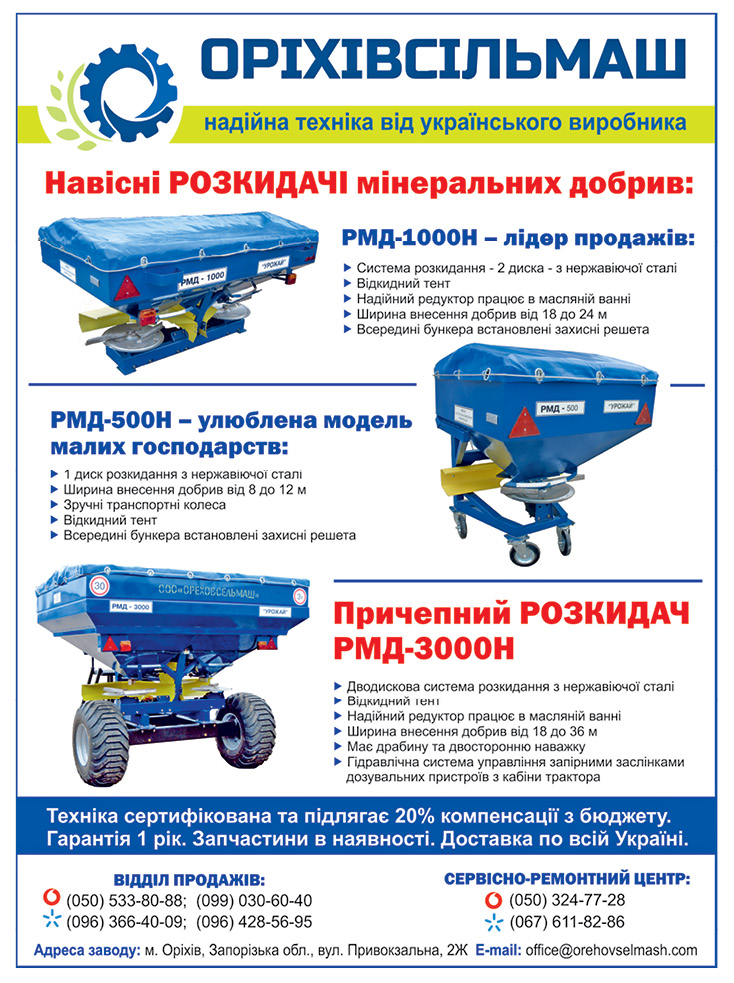 ОРІХІВСІЛЬМАШ
надійна техніка від українського виробника
Навісні РОЗКИДАЧІ мінеральних добрив:
РМД-1000
"УРОЖАЙ"
РМД-1000Н – лідер продажів:
Система розкидання - 2 диска - з нержавіючої сталі
Відкидний тент
Надійний редуктор працює в масляній ванні
Ширина внесення добрив від 18 до 24 м
Всередині бункера встановлені захисні решета
РМД-500Н – улюблена модель
малих господарств:
1 диск розкидання з нержавіючої сталі
Ширина внесення добрив від 8 до 12 м
Зручні транспортні колеса
Відкидний тент
Всередині бункера встановлені захисні решета
РМД - 500
"УРОЖАЙ"
30
ООО«ОРЕХОВСЕЛЬМАШ»
РМД - 3000
"УРОЖАЙ"
Причепний РОЗКИДАЧ
РМД-3000Н
Дводискова система розкидання з нержавіючої сталі
Відкидний тент
Надійний редуктор працює в масляній ванні
Ширина внесення добрив від 18 до 36 м
Має драбину та двосторонню наважку
Гідравлічна система управління запірними заслінками
дозувальних пристроїв з кабіни трактора
Техніка сертифікована та підлягає 20% компенсації з бюджету.
Гарантія 1 рік. Запчастини в наявності. Доставка по всій Україні.
ВІДДІЛ ПРОДАЖІВ:
(050) 533-80-88; (099) 030-60-40
(096) 366-40-09; (096) 428-56-95
СЕРВІСНО-РЕМОНТНИЙ ЦЕНТР:
(050) 324-77-28
(067) 611-82-86
Адреса заводу: м. Оріхів, Запорізька обл., вул. Привокзальна, 2Ж E-mail: office@orehovselmash.com